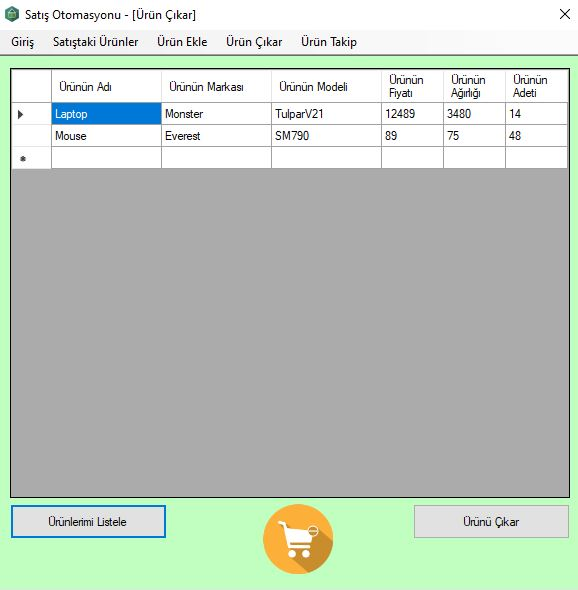 Satış Otomasyonu - [Ürün Çıkar]
Giriş Satıştaki Ürünler Ürün Ekle Ürün Çıkar Ürün Takip
Ürünün Adı Ürünün Markası Ürünün Modeli Ürünün Fiyatı Ürünün Ağırlığı Ürünün Adeti
Laptop Monster TulparV21 12489 3480 14
Mouse Everest SM790 89 75 48
Ürünlerimi Listele Ürünü Çıkar